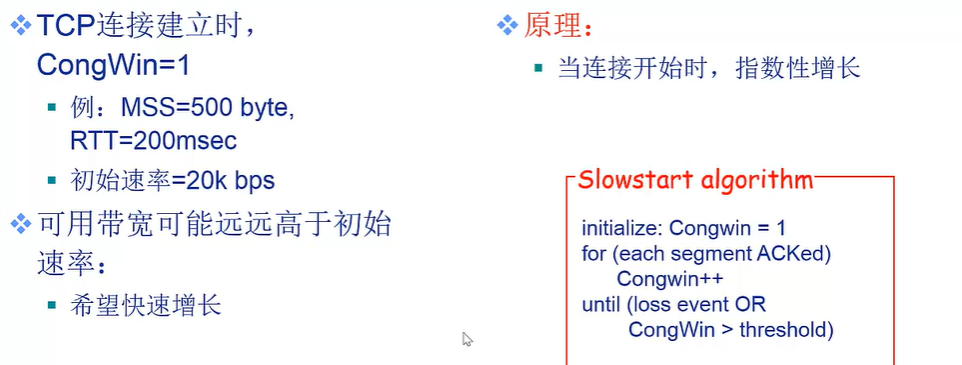 TCP连接建立时，
CongWin=1
例：MSS=500 byte,
RTT=200msec
初始速率=20k bps
可用带宽可能远远高于初始
速率：
希望快速增长
原理：
当连接开始时，指数性增长
Slowstart algorithm
initialize: Congwin = 1
for (each segment ACKed)
Congwin++
until (loss event OR
CongWin > threshold)